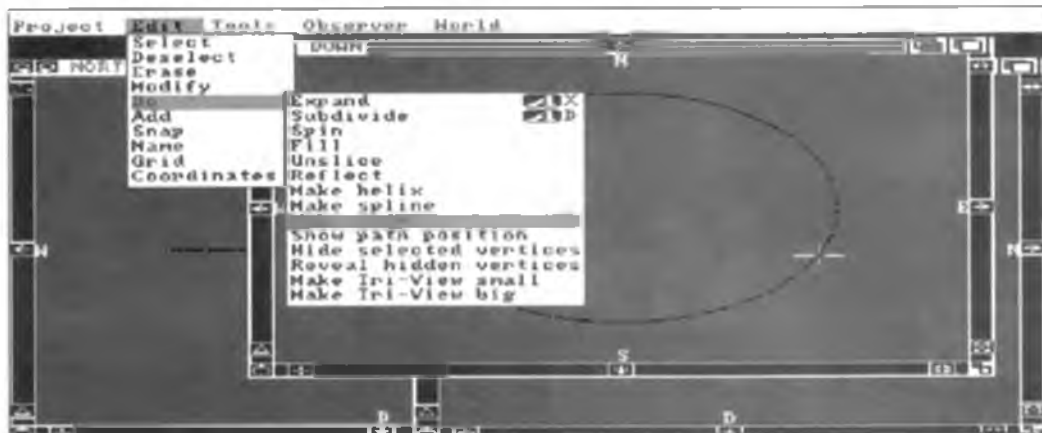 Project Edit Tools Observer World
Select
Deselect
Erase
Modify
Do
Add
Snap
Name
Grid
Coordinates
Expand X
Subdivide D
Spin
Fill
Unslice
Reflect
Make helix
Make spline
Show path position
Hide selected vertices
Reveal hidden vertices
Make Tri-View small
Make Tri-View big
DOWN
N
NORT
W
E
N
S
D
D